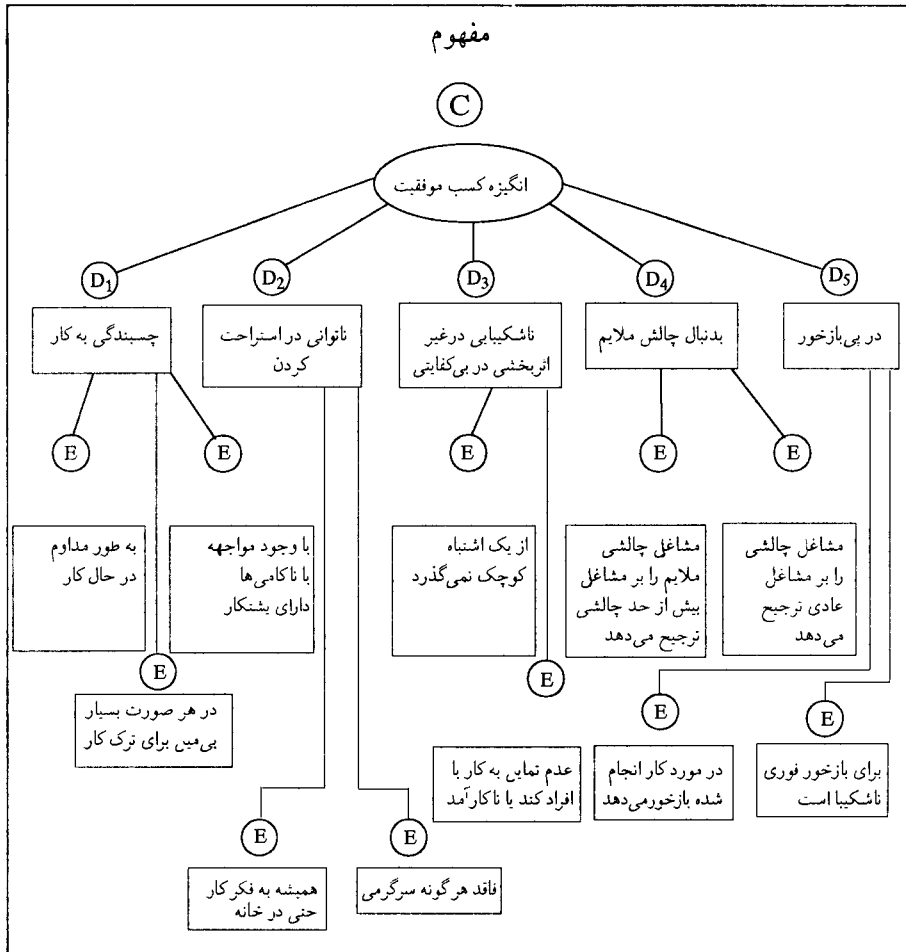 مفهوم
C
انگیزه کسب موفقیت
D1
D2
D3
D4
D5
چسبندگی به کار
ناتوانی در استراحت
کردن
ناشکیبایی درغیر
اثربخشی در بی‌کفایتی
بدنبال چالش ملایم
در پی‌بازخور
E
E
E
E
E
به طور مداوم
در حال کار
با وجود مواجهه
با ناکامی‌ها
دارای پشتکار
از یک اشتباه
کوچک نمی‌گذرد
مشاغل چالشی
ملایم را بر مشاغل
بیش از حد چالشی
ترجیح می‌دهد
مشاغل چالشی
را بر مشاغل
عادی ترجیح
می‌دهد
E
E
E
E
در هر صورت بسیار
بی‌میل برای ترک کار
عدم تمایل به کار با
افراد کند یا ناکارآمد
در مورد کار انجام
شده بازخورمی‌دهد
برای بازخور فوری
ناشکیبا است
E
E
همیشه به فکر کار
حتی در خانه
فاقد هرگونه سرگرمی